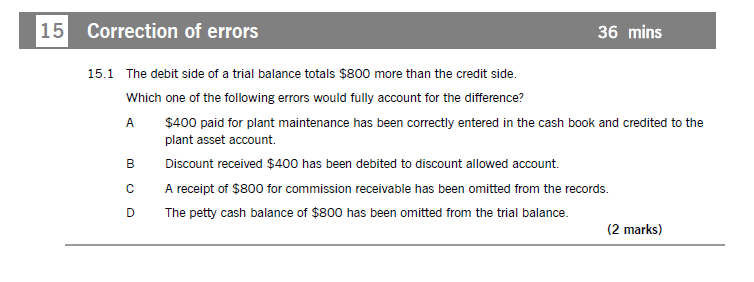 15 Correction of errors 36 mins
15.1 The debit side of a trial balance totals $800 more than the credit side.
Which one of the following errors would fully account for the difference?
A $400 paid for plant maintenance has been correctly entered in the cash book and credited to the
plant asset account.
B Discount received $400 has been debited to discount allowed account.
C A receipt of $800 for commission receivable has been omitted from the records.
D The petty cash balance of $800 has been omitted from the trial balance.
(2 marks)